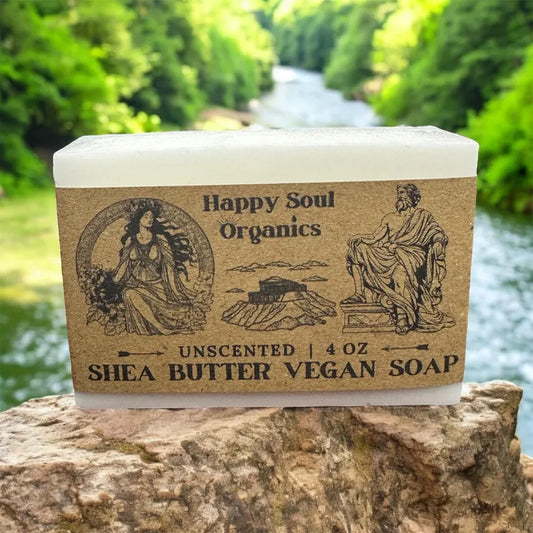 Happy Soul
Organics
UNSCENTED | 4 OZ
SHEA BUTTER VEGAN SOAP